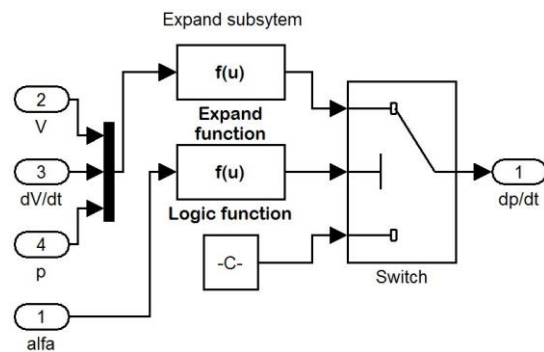 Expand subsytem
f(u)
Expand
function
2
V
3
dV/dt
4
p
1
alfa
f(u)
Logic function
-C-
Switch
1
dp/dt